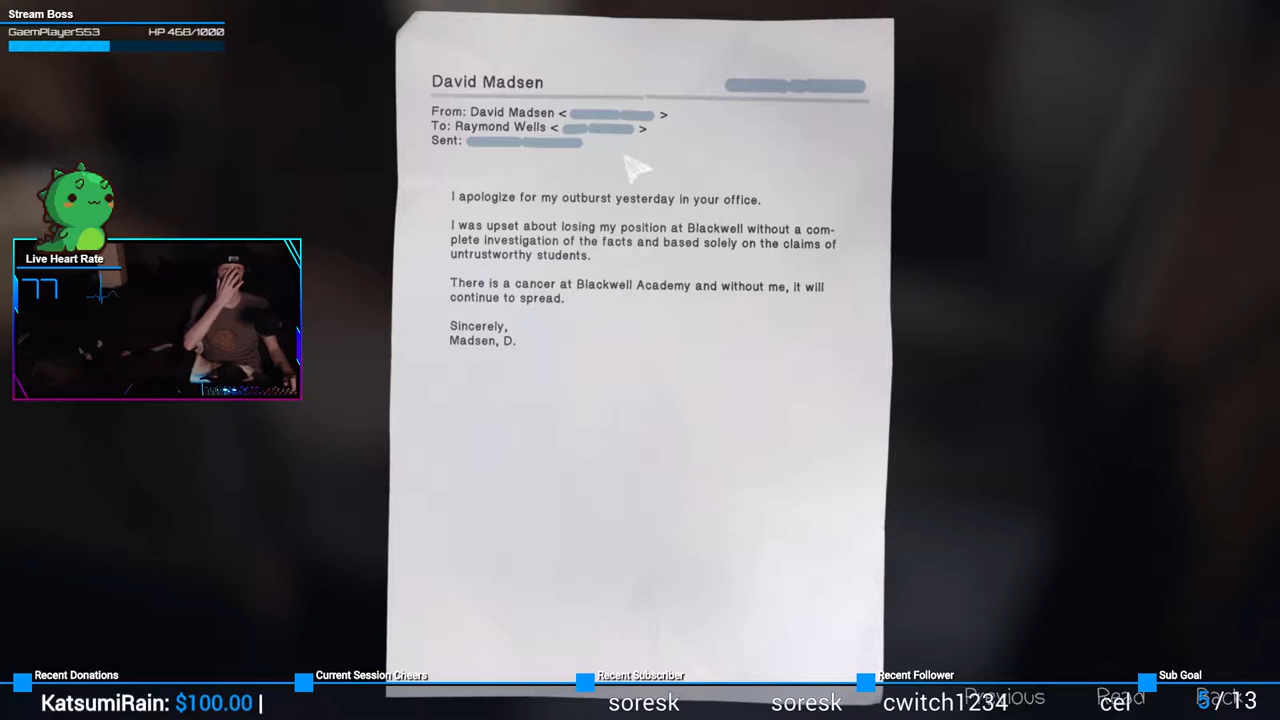 Stream Boss
GaemPlayer553 HP 468/1000
Live Heart Rate
77
David Madsen
From: David Madsen < >
To: Raymond Wells < >
Sent:
I apologize for my outburst yesterday in your office.
I was upset about losing my position at Blackwell without a com-
plete investigation of the facts and based solely on the claims of
untrustworthy students.
There is a cancer at Blackwell Academy and without me, it will
continue to spread.
Sincerely,
Madsen, D.
Recent Donations
KatsumiRain: $100.00 |
Current Session Cheers
Recent Subscriber
soresk soresk
Recent Follower
cwitch1234 cel
Sub Goal
5 / 13
Previous Read Back